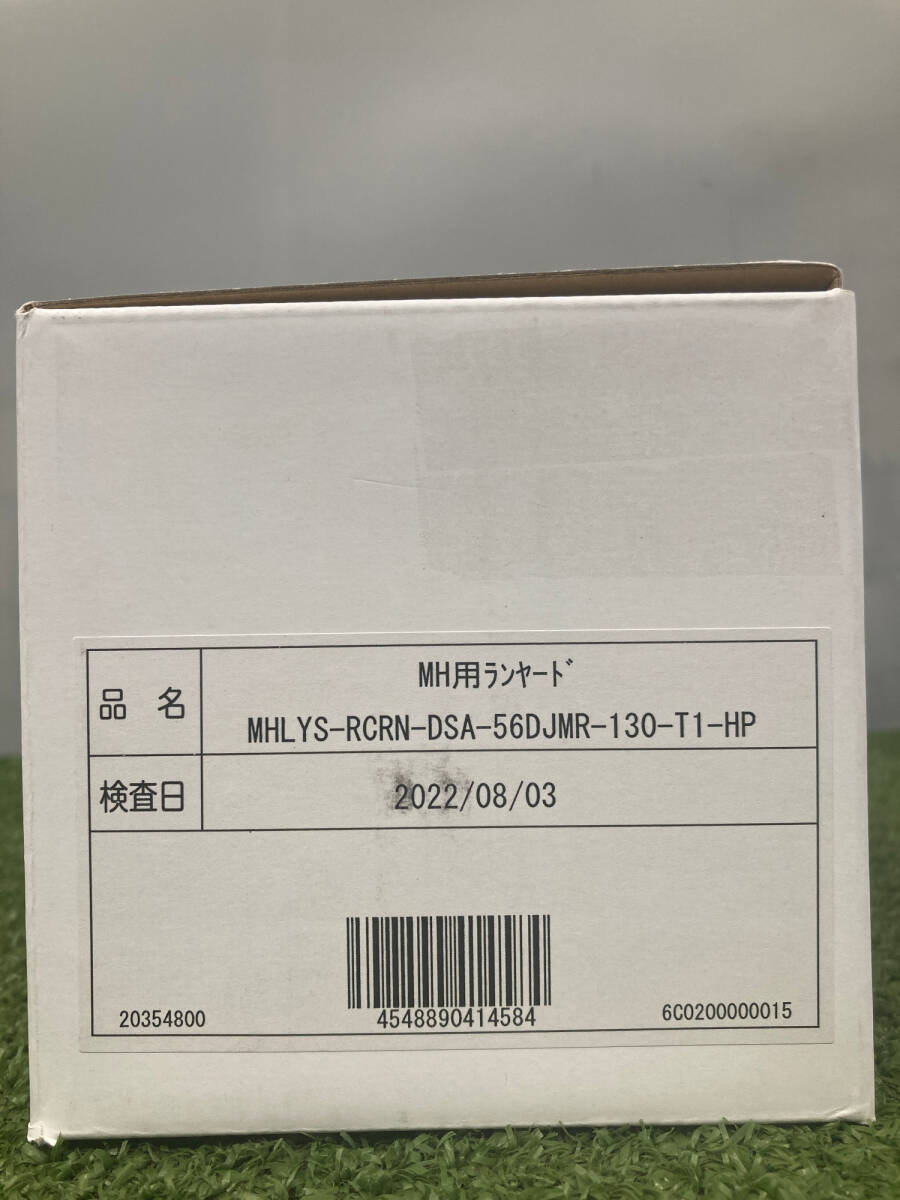 品 名
MH用ﾗﾝﾔｰﾄﾞ
MHLYS-RCRN-DSA-56DJMR-130-T1-HP
検査日
2022/08/03
20354800
4548890414584
6C0200000015